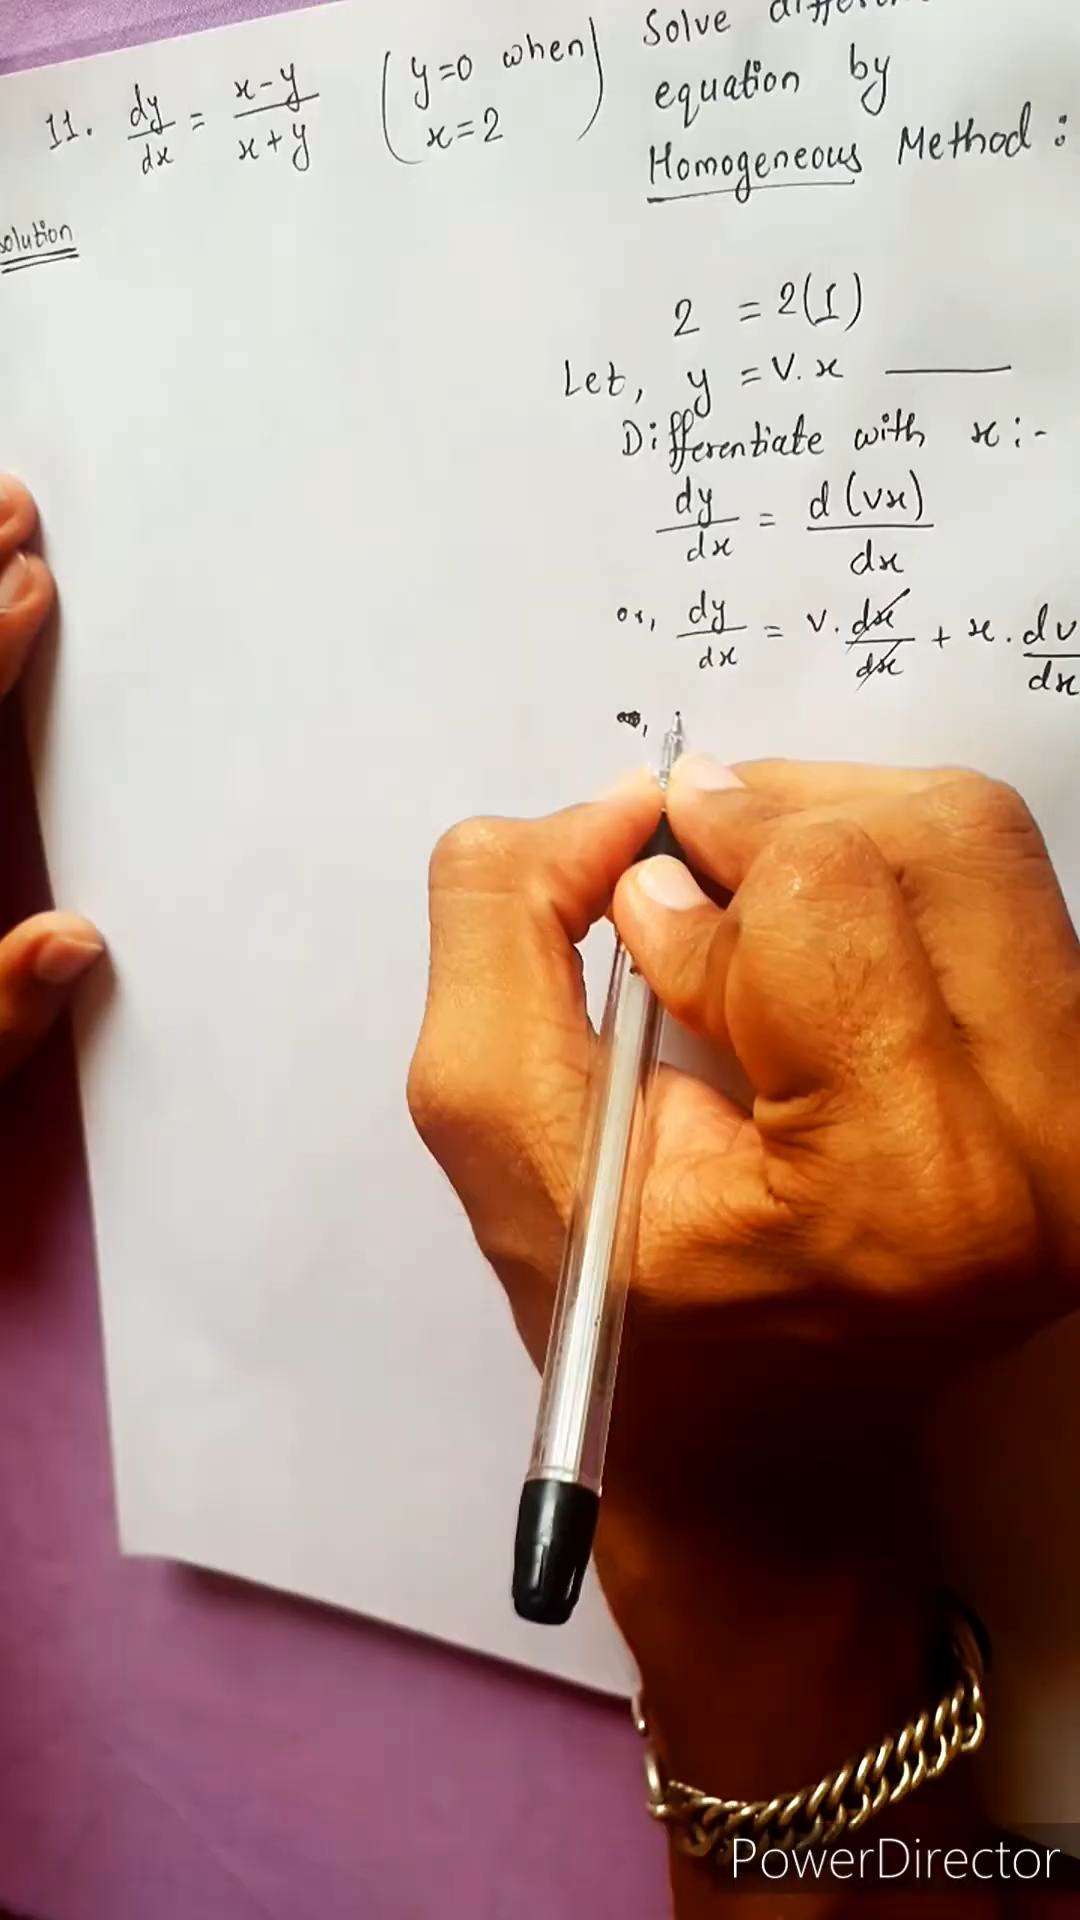 11. dy/dx = x-y/x+y (y=0 when x=2)
Solve
equation by
Homogeneous Method:
solution
2 = 2(1)
Let, y = v.x
Differentiate with x:-
dy/dx = d(vx)/dx
or, dy/dx = v.dx/dx + x.dv/dx
PowerDirector